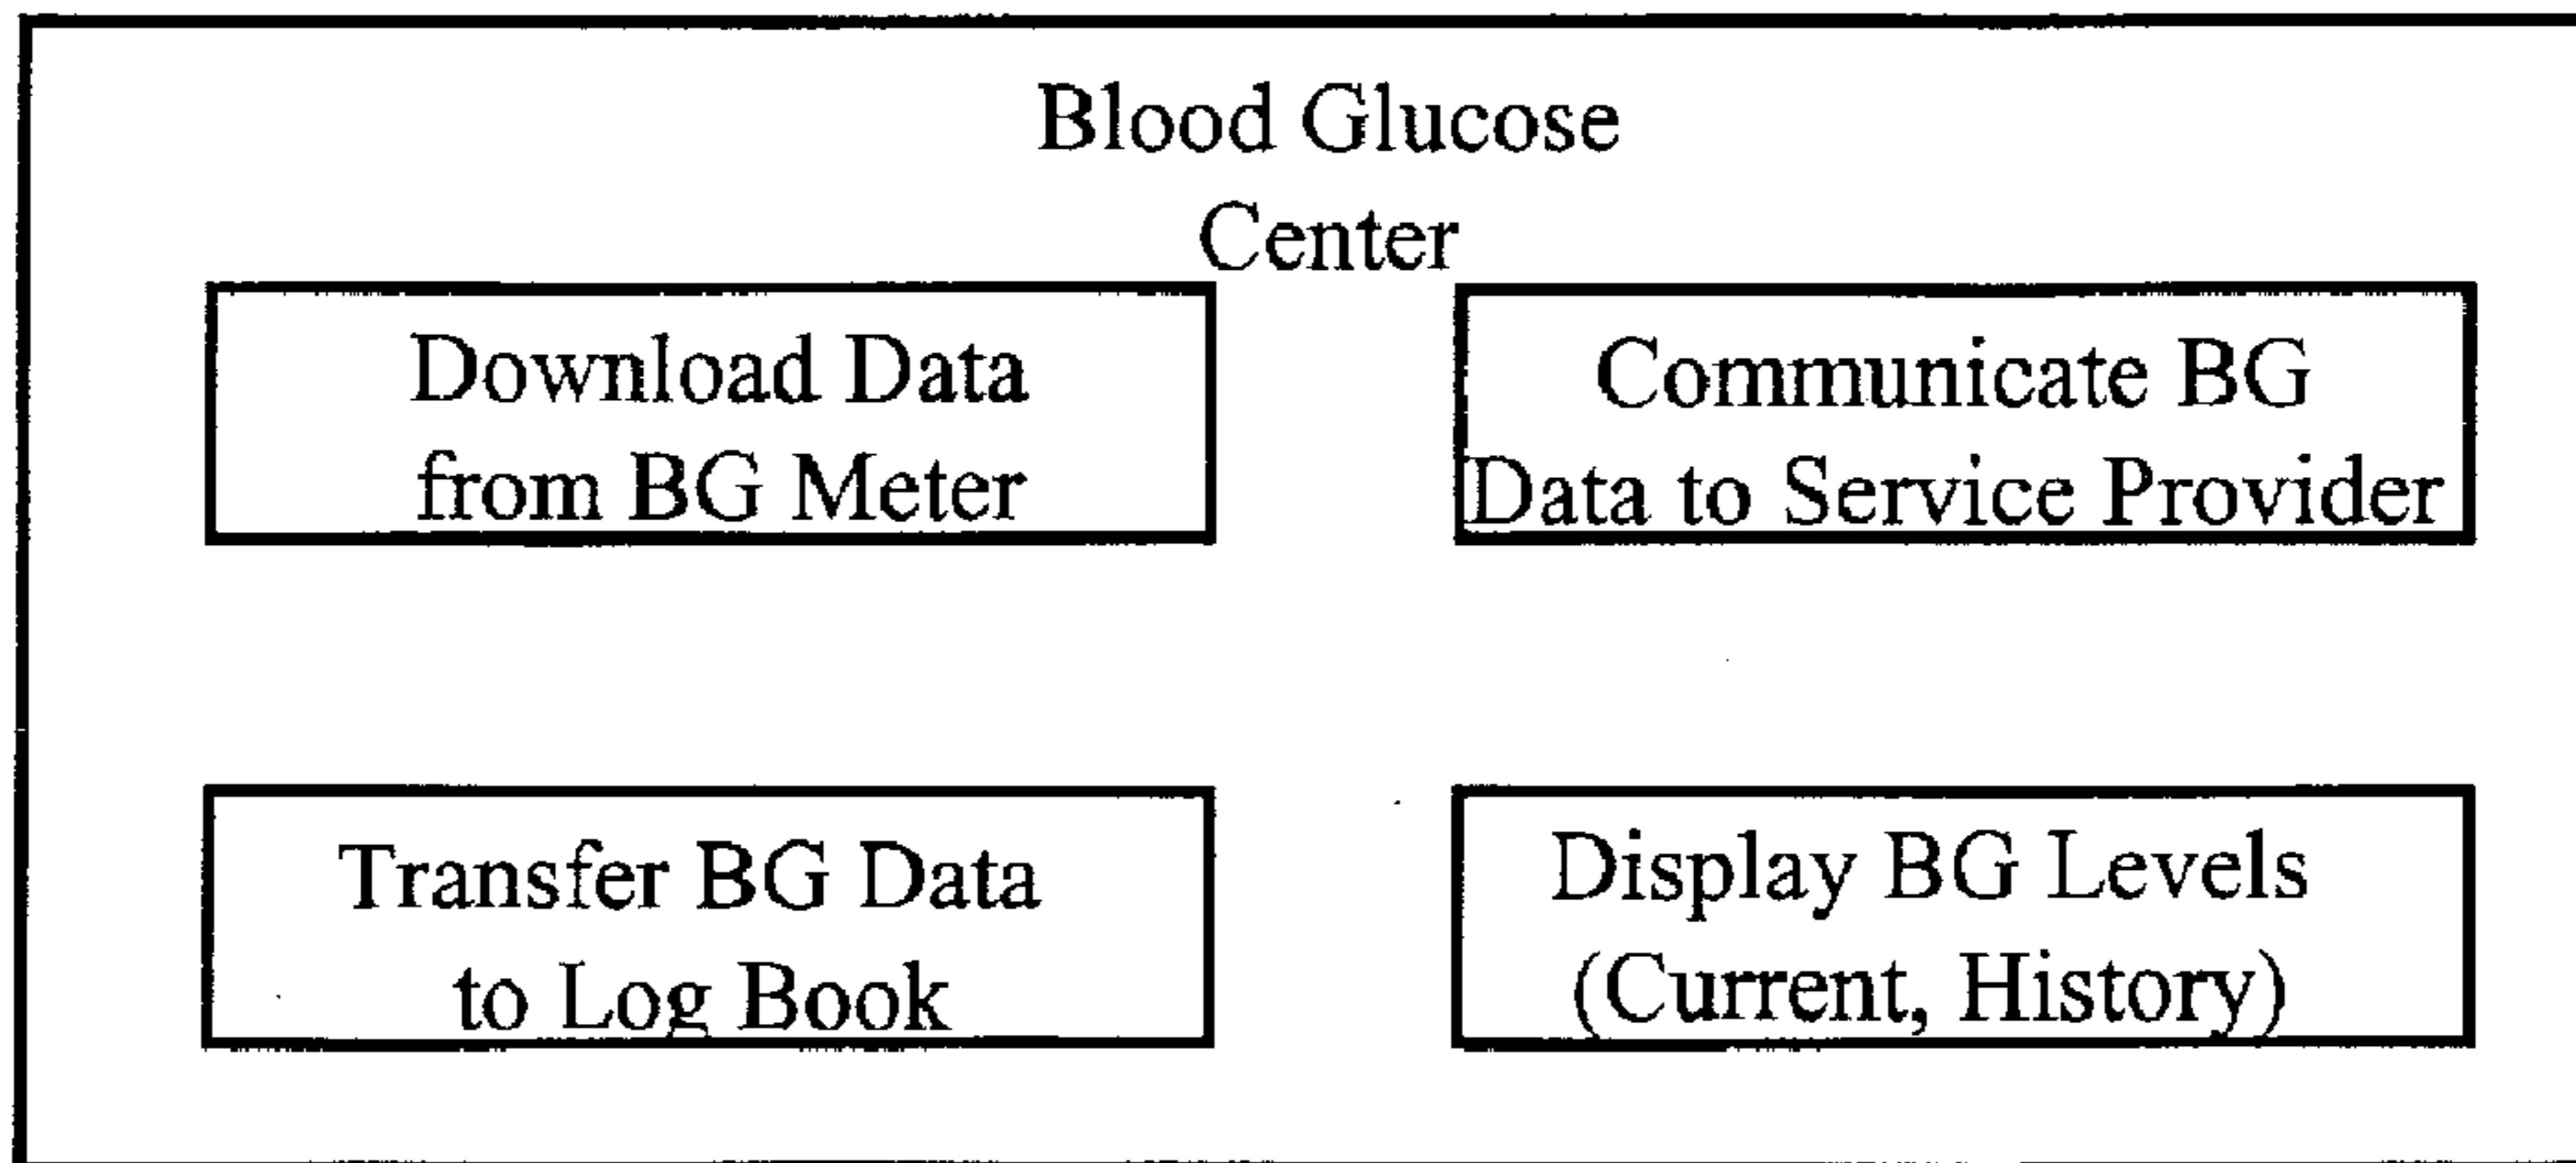 Blood Glucose
Center
Download Data
from BG Meter
Communicate BG
Data to Service Provider
Transfer BG Data
to Log Book
Display BG Levels
(Current, History)